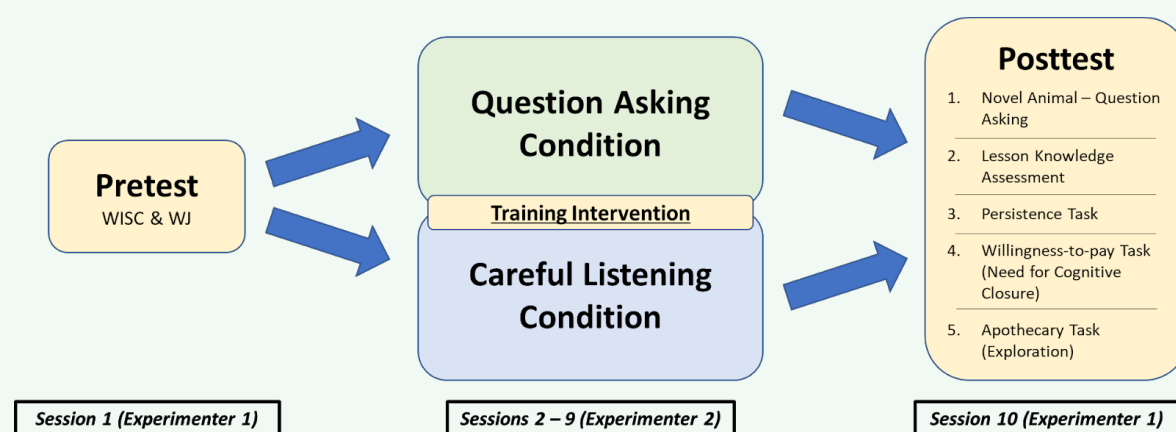 Pretest
WISC & WJ
Question Asking
Condition
Training Intervention
Careful Listening
Condition
Posttest
1. Novel Animal – Question
Asking
2. Lesson Knowledge
Assessment
3. Persistence Task
4. Willingness-to-pay Task
(Need for Cognitive
Closure)
5. Apothecary Task
(Exploration)
Session 1 (Experimenter 1)
Sessions 2 – 9 (Experimenter 2)
Session 10 (Experimenter 1)